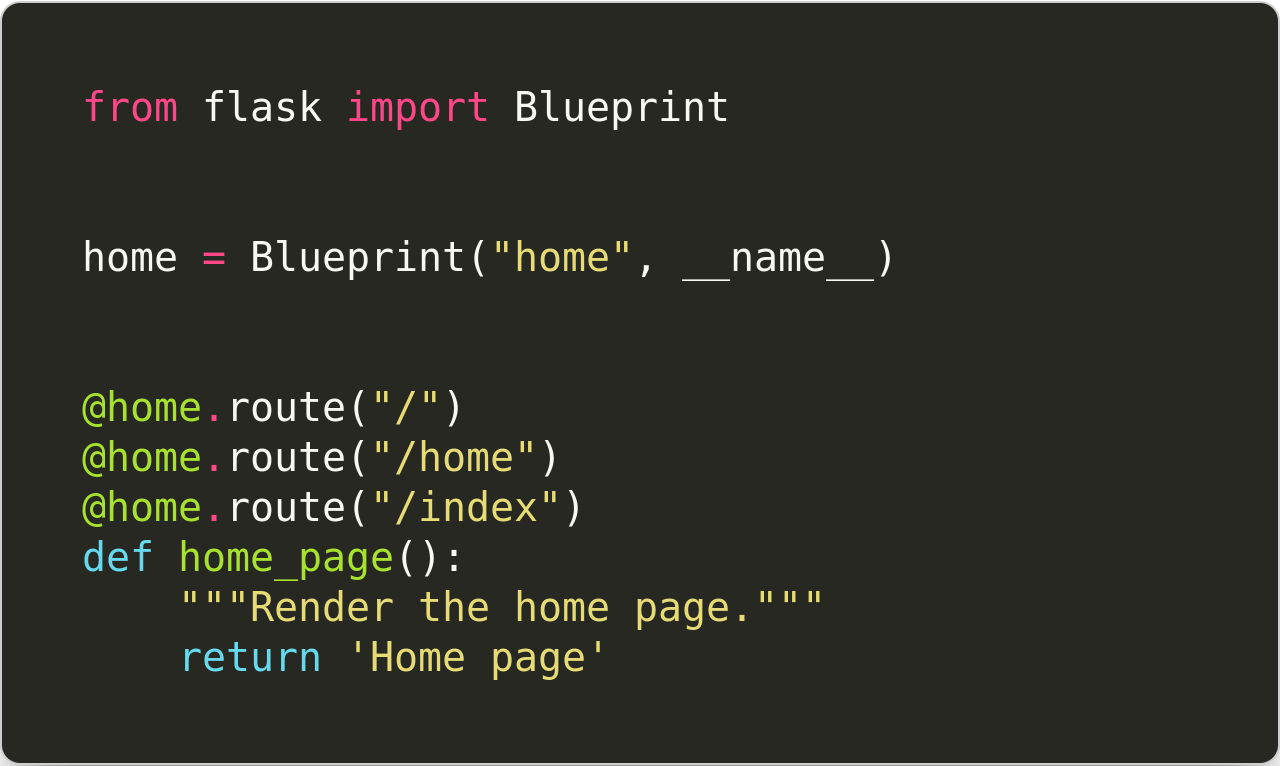 from flask import Blueprint
home = Blueprint("home", __name__)
@home.route("/")
@home.route("/home")
@home.route("/index")
def home_page():
    """Render the home page."""
    return 'Home page'